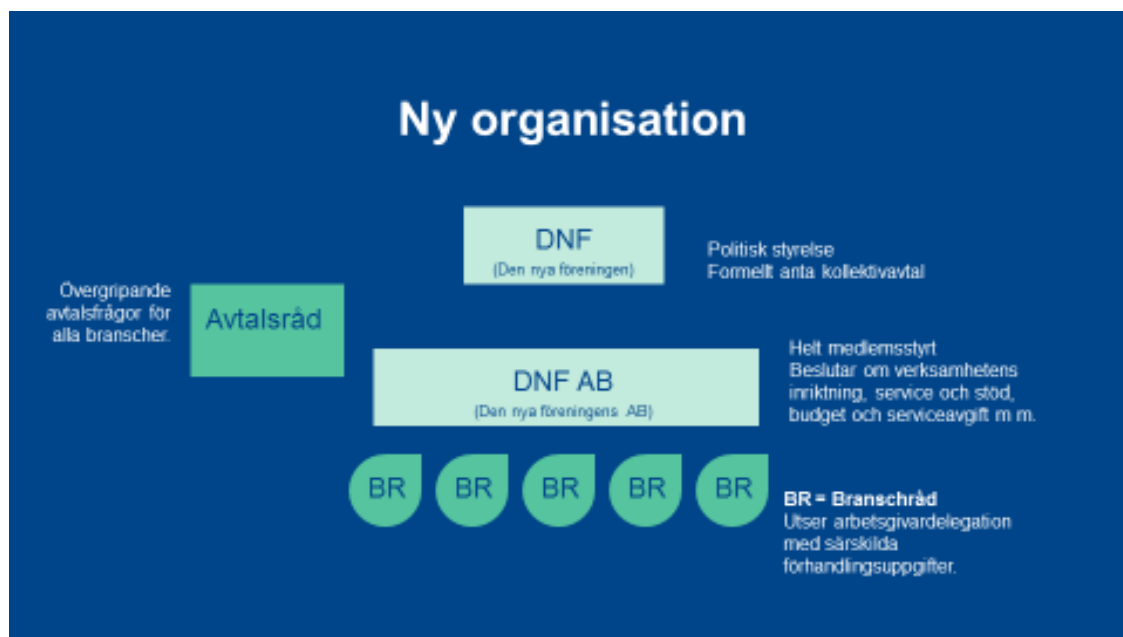 Ny organisation
DNF
(Den nya föreningen)
Politisk styrelse
Formellt anta kollektivavtal
Övergripande
avtalsfrågor för
alla branscher.
Avtalsråd
DNF AB
(Den nya föreningens AB)
Helt medlemsstyrt
Beslutar om verksamhetens
inriktning, service och stöd,
budget och serviceavgift m m.
BR BR BR BR BR
BR = Branschråd
Utser arbetsgivardelegation
med särskilda
förhandlingsuppgifter.